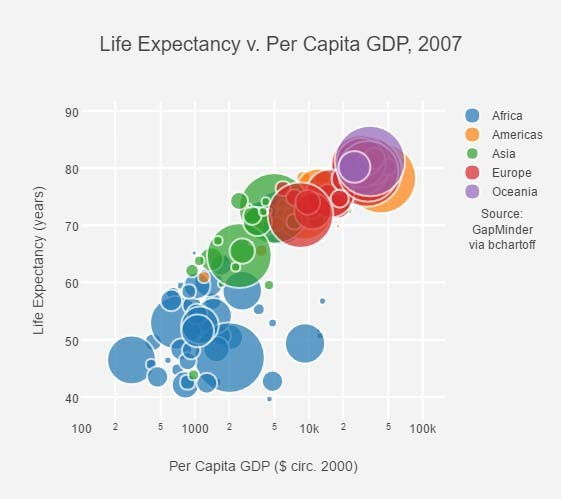 Life Expectancy v. Per Capita GDP, 2007
Life Expectancy (years)
90
80
70
60
50
40
100 2 5 1000 2 5 10k 2 5 100k
Per Capita GDP ($ circ. 2000)
Africa
Americas
Asia
Europe
Oceania
Source:
GapMinder
via bchartoff